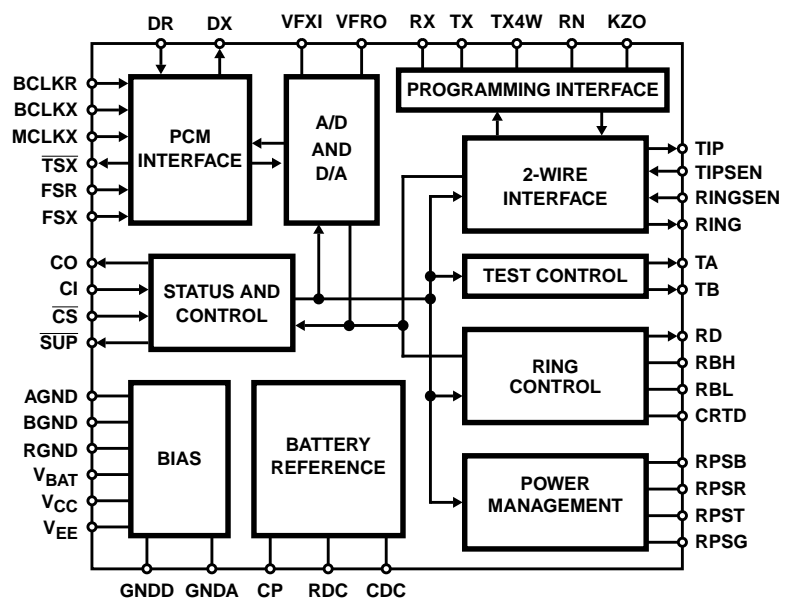 DR DX VFXI VFRO RX TX TX4W RN KZO
BCLKR
BCLKX
MCLKX
TSX
FSR
FSX
PCM
INTERFACE
A/D
AND
D/A
PROGRAMMING INTERFACE
2-WIRE
INTERFACE
TIP
TIPSEN
RINGSEN
RING
CO
CI
CS
SUP
STATUS AND
CONTROL
TEST CONTROL
TA
TB
RING
CONTROL
RD
RBH
RBL
CRTD
AGND
BGND
RGND
VBAT
VCC
VEE
BIAS
BATTERY
REFERENCE
POWER
MANAGEMENT
RPSB
RPSR
RPST
RPSG
GNDD GNDA CP RDC CDC